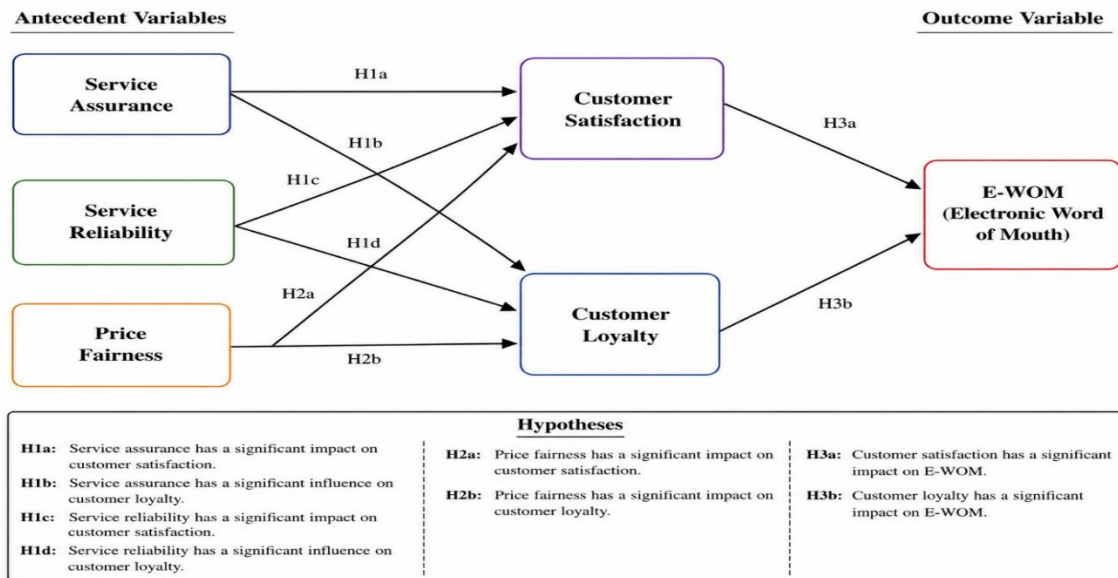 Antecedent Variables
Outcome Variable
Service
Assurance
H1a
Customer
Satisfaction
H3a
H1b
H1c
Service
Reliability
E-WOM
(Electronic Word
of Mouth)
H1d
H2a
Customer
Loyalty
H3b
Price
Fairness
H2b
Hypotheses
H1a: Service assurance has a significant impact on
customer satisfaction.
H1b: Service assurance has a significant influence on
customer loyalty.
H1c: Service reliability has a significant impact on
customer satisfaction.
H1d: Service reliability has a significant influence on
customer loyalty.
H2a: Price fairness has a significant impact on
customer satisfaction.
H2b: Price fairness has a significant impact on
customer loyalty.
H3a: Customer satisfaction has a significant
impact on E-WOM.
H3b: Customer loyalty has a significant
impact on E-WOM.